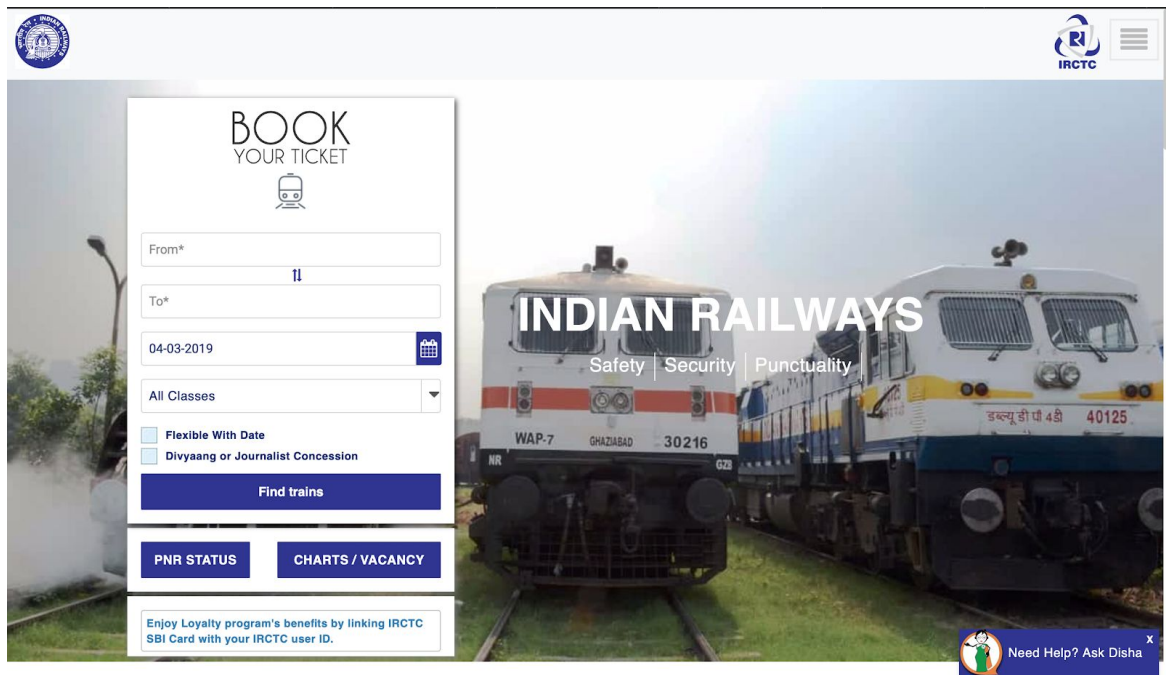 INDIAN RAILWAYS
IRCTC
BOOK
YOUR TICKET
From*
To*
04-03-2019
All Classes
Flexible With Date
Divyaang or Journalist Concession
Find trains
PNR STATUS
CHARTS / VACANCY
Enjoy Loyalty program's benefits by linking IRCTC
SBI Card with your IRCTC user ID.
INDIAN RAILWAYS
Safety | Security | Punctuality |
WAP-7 GHAZIABAD 30216
NR GZB
डब्ल्यू डी पी 4डी 40125
Need Help? Ask Disha
x